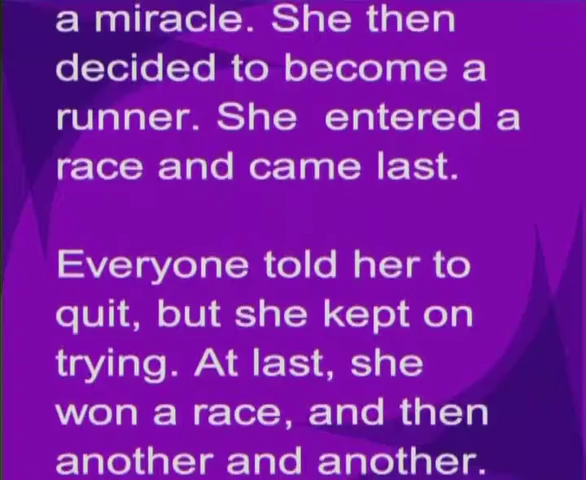 a miracle. She then
decided to become a
runner. She  entered a
race and came last.
Everyone told her to
quit, but she kept on
trying. At last, she
won a race, and then
another and another.